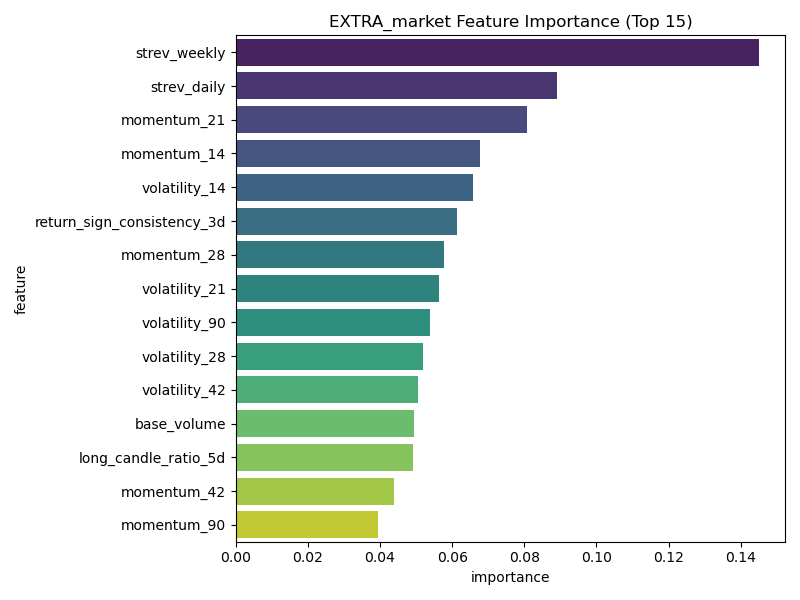 EXTRA_market Feature Importance (Top 15)
strev_weekly
strev_daily
momentum_21
momentum_14
volatility_14
return_sign_consistency_3d
momentum_28
volatility_21
volatility_90
volatility_28
volatility_42
base_volume
long_candle_ratio_5d
momentum_42
momentum_90
feature
0.00 0.02 0.04 0.06 0.08 0.10 0.12 0.14
importance